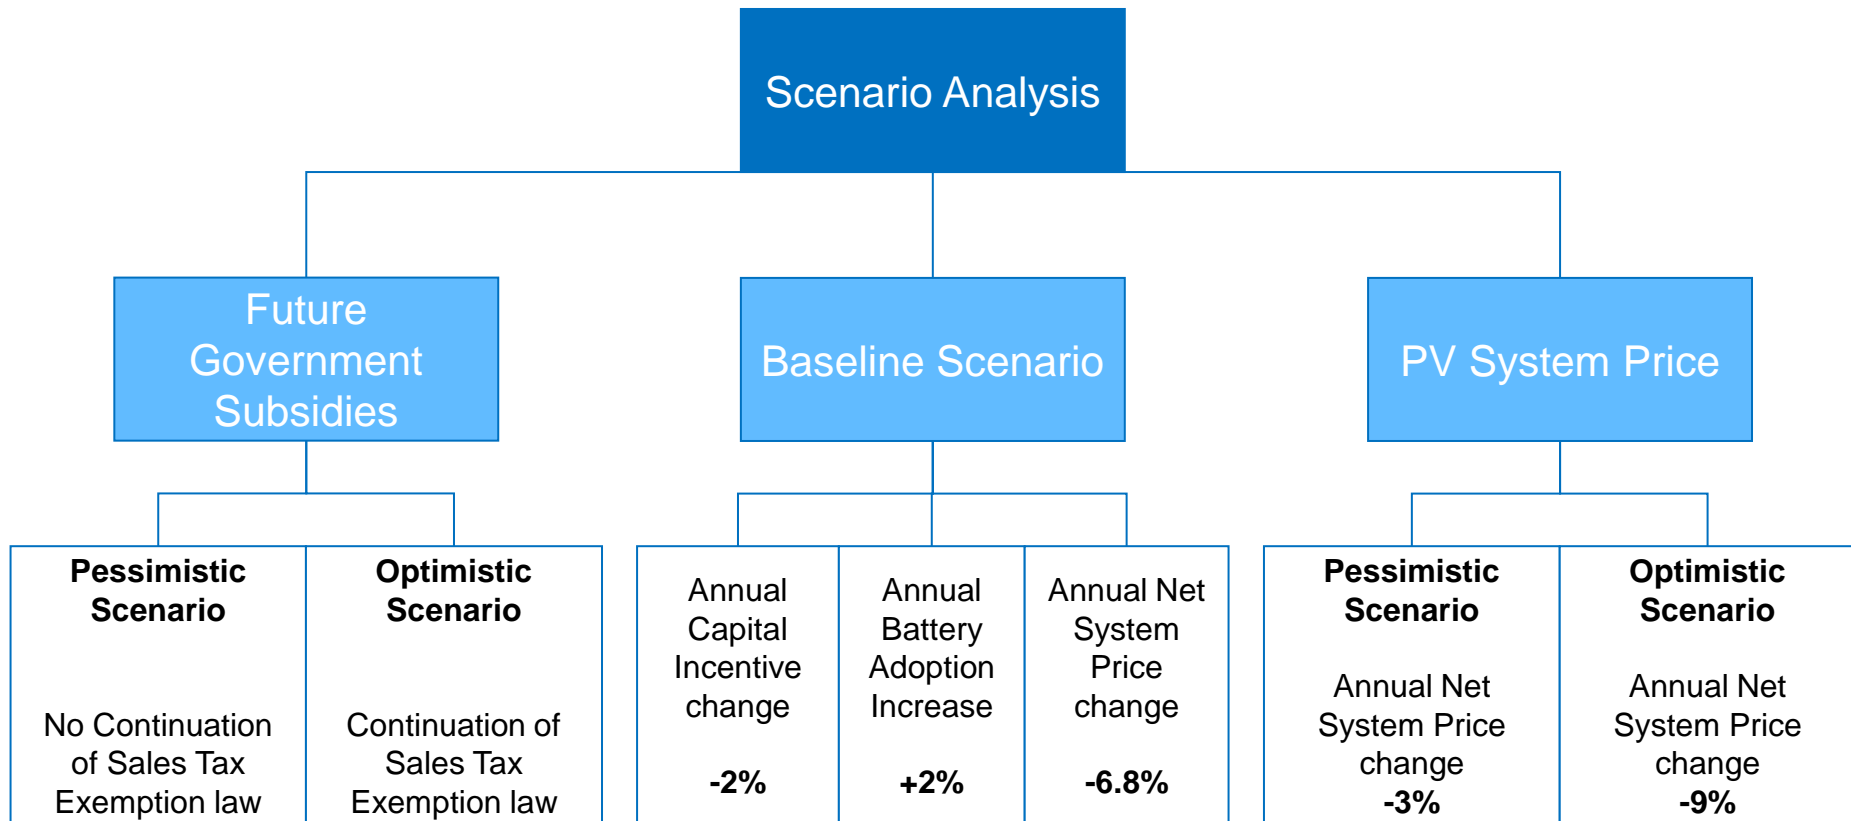 Scenario Analysis
Future
Government
Subsidies
Baseline Scenario
PV System Price
Pessimistic
Scenario
No Continuation
of Sales Tax
Exemption law
Optimistic
Scenario
Continuation of
Sales Tax
Exemption law
Annual
Capital
Incentive
change
-2%
Annual
Battery
Adoption
Increase
+2%
Annual Net
System
Price
change
-6.8%
Pessimistic
Scenario
Annual Net
System Price
change
-3%
Optimistic
Scenario
Annual Net
System Price
change
-9%